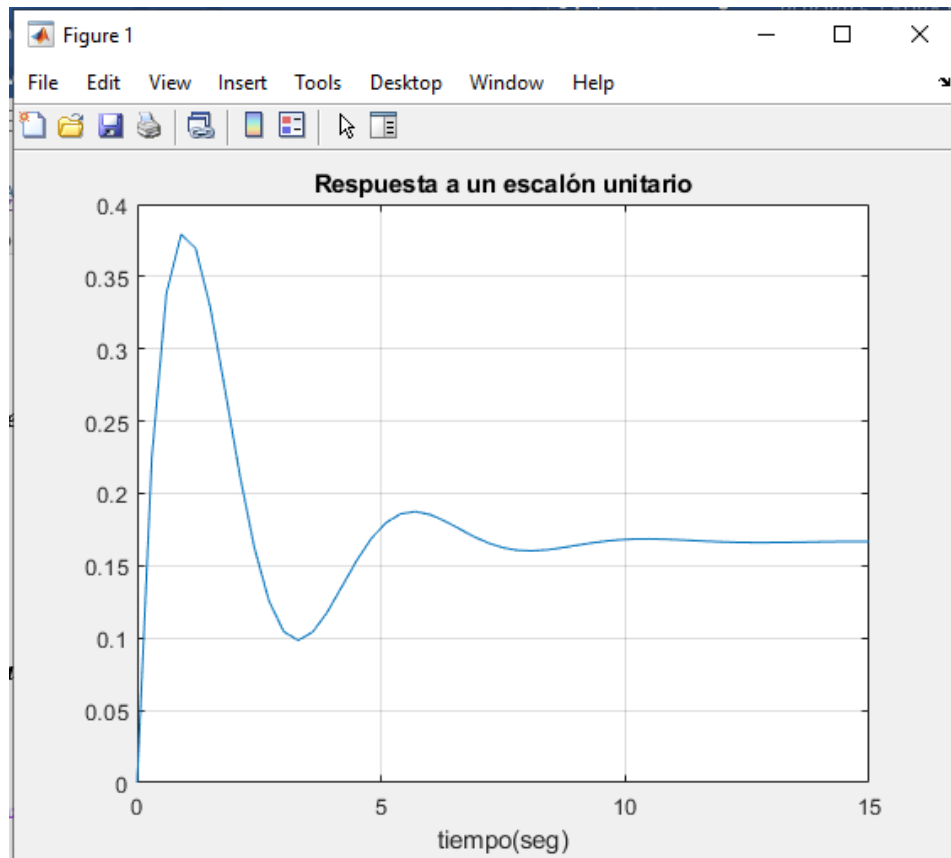 Figure 1
File Edit View Insert Tools Desktop Window Help
Respuesta a un escalón unitario
0.4
0.35
0.3
0.25
0.2
0.15
0.1
0.05
0
0 5 10 15
tiempo(seg)